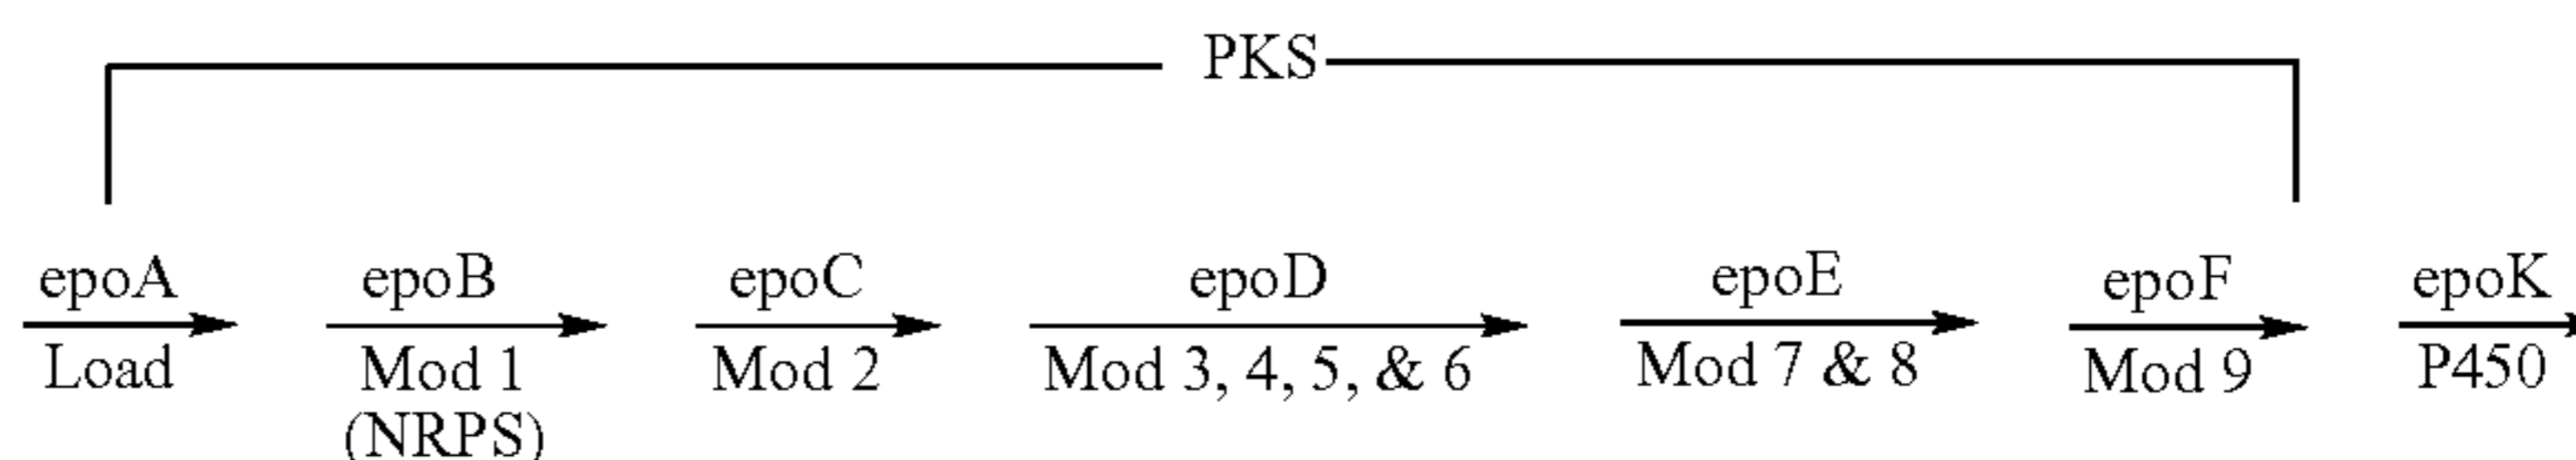 PKS
epoA epoB epoC epoD epoE epoF epoK
Load Mod 1 Mod 2 Mod 3, 4, 5, & 6 Mod 7 & 8 Mod 9 P450
(NRPS)